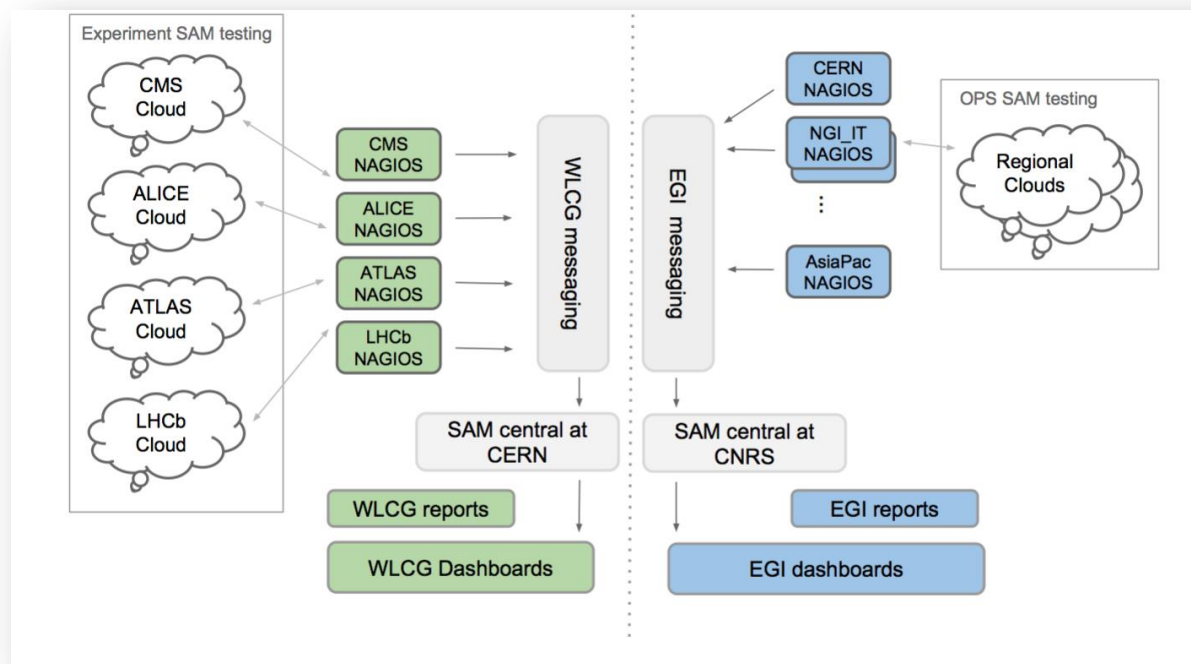 Experiment SAM testing
CMS
Cloud
ALICE
Cloud
ATLAS
Cloud
LHCb
Cloud
CMS
NAGIOS
ALICE
NAGIOS
ATLAS
NAGIOS
LHCb
NAGIOS
WLCG messaging
SAM central at
CERN
WLCG reports
WLCG Dashboards
EGI messaging
CERN
NAGIOS
NGI_IT
NAGIOS
...
AsiaPac
NAGIOS
OPS SAM testing
Regional
Clouds
SAM central at
CNRS
EGI reports
EGI dashboards